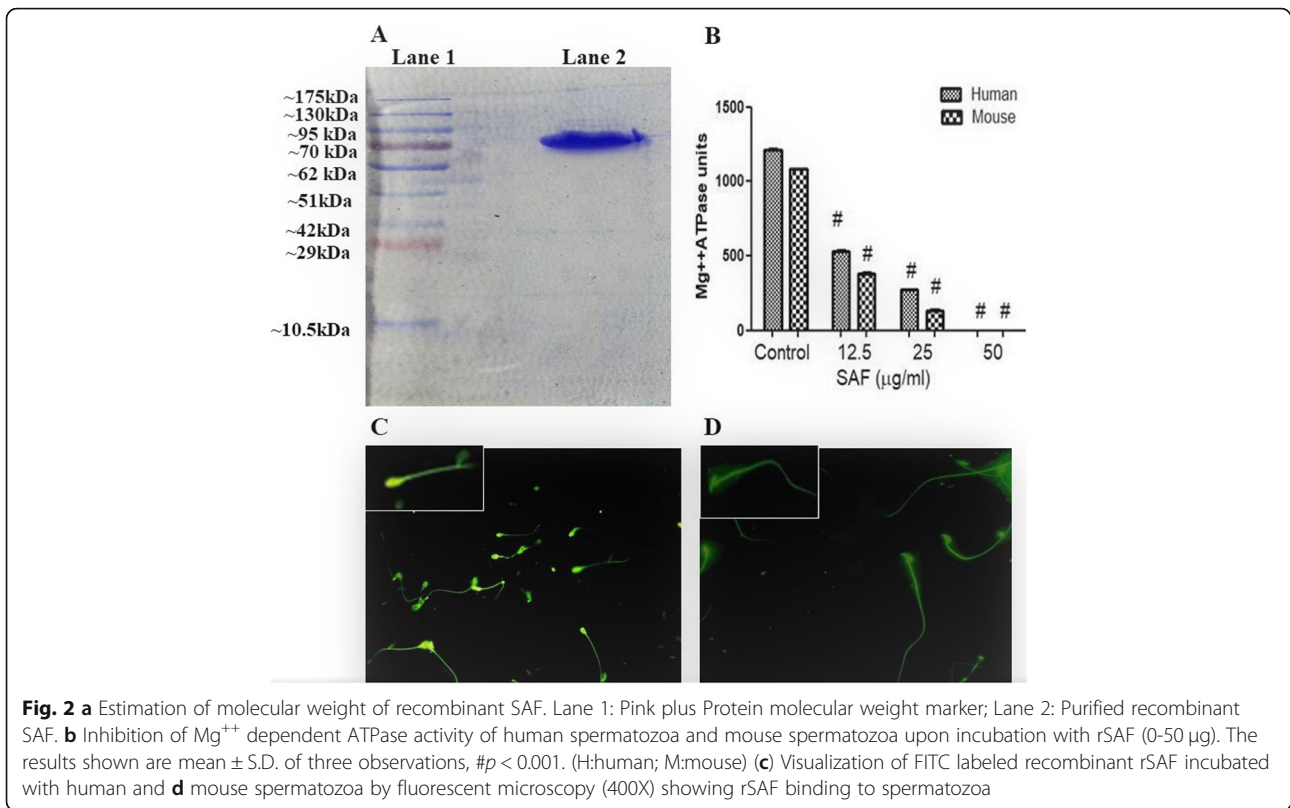 A
Lane 1 Lane 2
~175kDa
~130kDa
~95 kDa
~70 kDa
~62 kDa
~51kDa
~42kDa
~29kDa
~10.5kDa
B
Human
Mouse
Mg++ATPase units
1500
1000
500
0
# # # # # #
Control 12.5 25 50
SAF (μg/ml)
C
D
Fig. 2 a Estimation of molecular weight of recombinant SAF. Lane 1: Pink plus Protein molecular weight marker; Lane 2: Purified recombinant
SAF. b Inhibition of Mg++ dependent ATPase activity of human spermatozoa and mouse spermatozoa upon incubation with rSAF (0-50 μg). The
results shown are mean ± S.D. of three observations, #p < 0.001. (H:human; M:mouse) (c) Visualization of FITC labeled recombinant rSAF incubated
with human and d mouse spermatozoa by fluorescent microscopy (400X) showing rSAF binding to spermatozoa